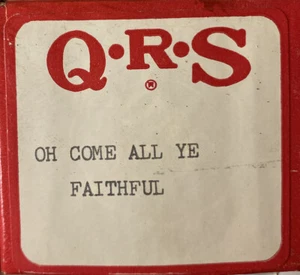 Q·R·S
®
OH COME ALL YE
FAITHFUL